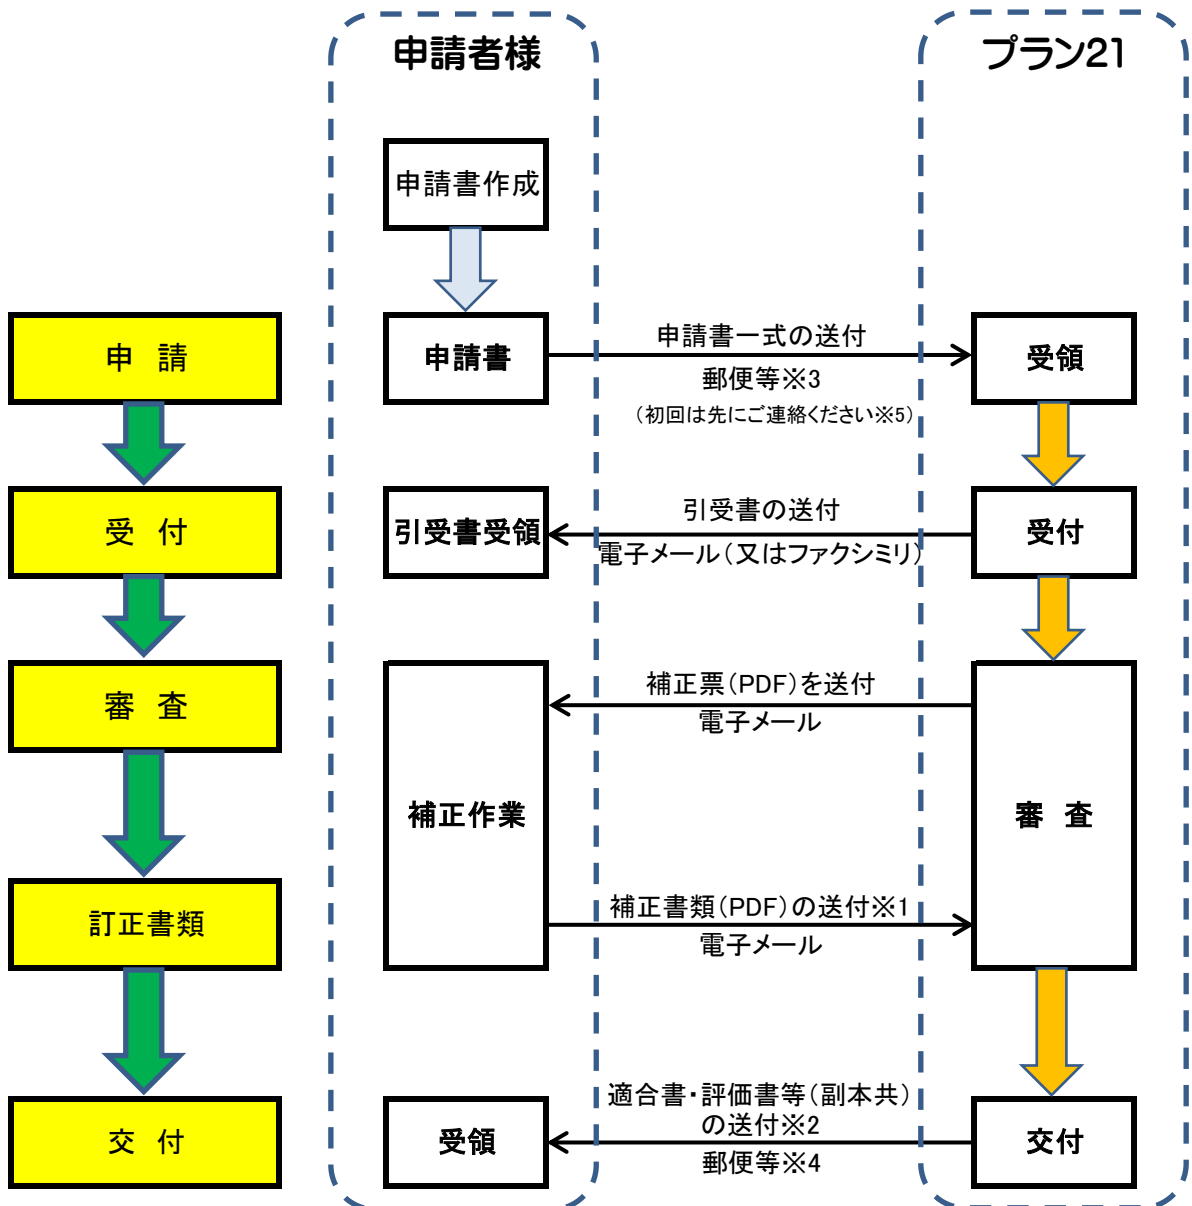 申請者様
プラン21
申請書作成
申 請
申請書
申請書一式の送付
郵便等※3
（初回は先にご連絡ください※5）
受領
受 付
引受書受領
引受書の送付
電子メール（又はファクシミリ）
受付
審 査
補正票（PDF）を送付
電子メール
補正作業
審 査
訂正書類
補正書類（PDF）の送付※1
電子メール
交 付
受領
適合書・評価書等（副本共）
の送付※2
郵便等※4
交付